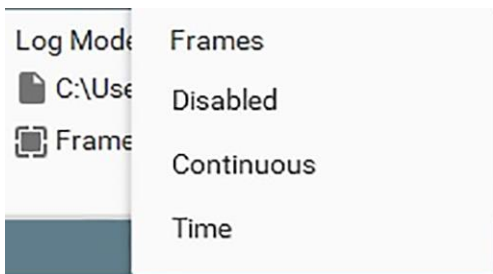 Log Mode
C:\Use
Frame
Frames
Disabled
Continuous
Time